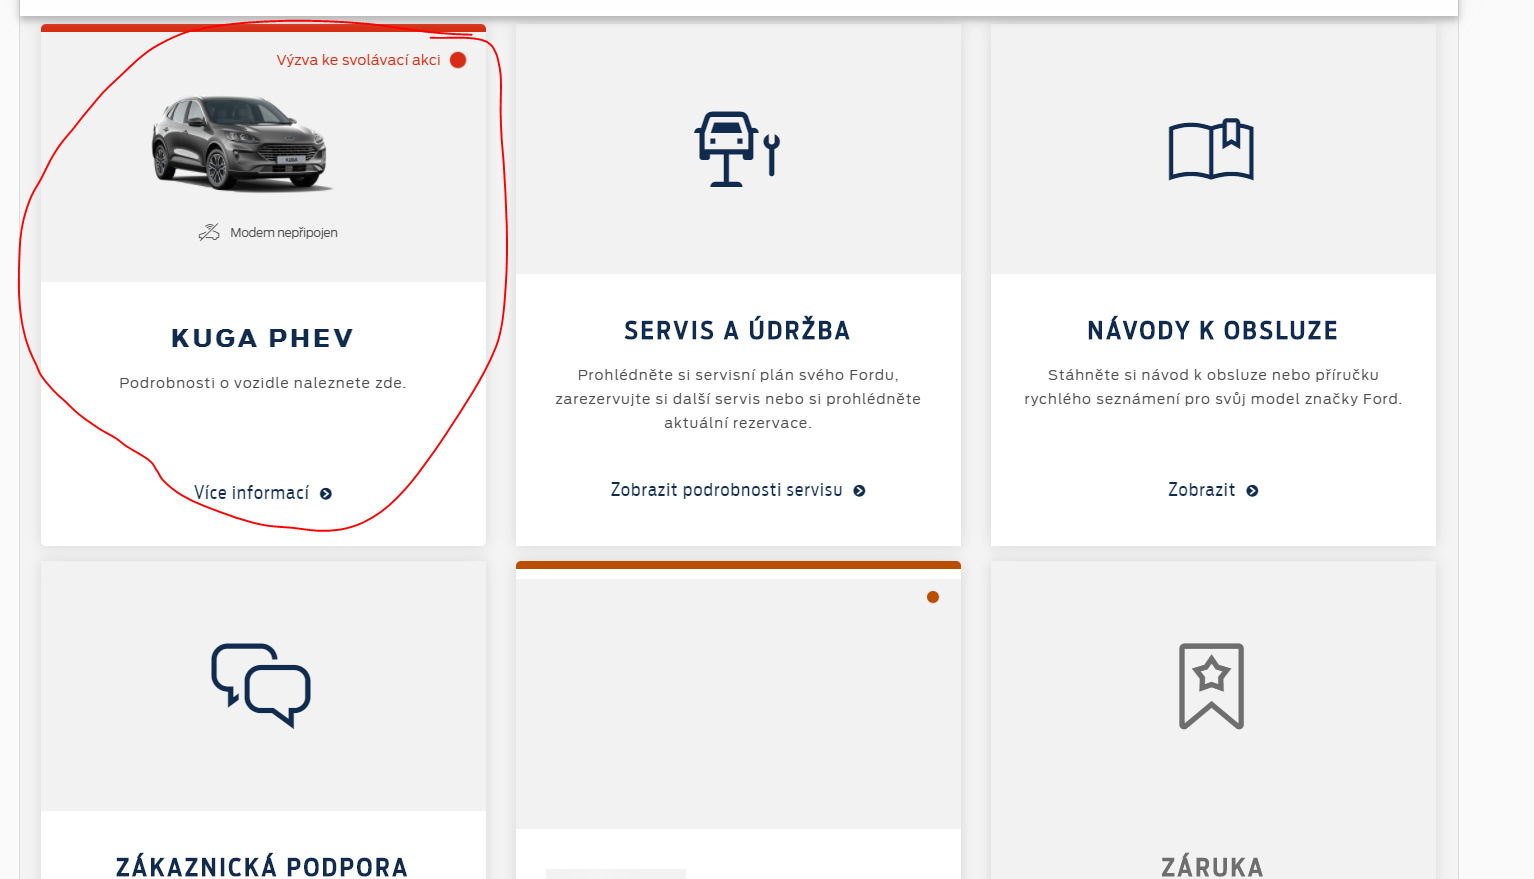 Výzva ke svolávací akci
KUGA
Modem nepřipojen
KUGA PHEV
Podrobnosti o vozidle naleznete zde.
Více informací
SERVIS A ÚDRŽBA
Prohlédněte si servisní plán svého Fordu,
zarezervujte si další servis nebo si prohlédněte
aktuální rezervace.
Zobrazit podrobnosti servisu
NÁVODY K OBSLUZE
Stáhněte si návod k obsluze nebo příručku
rychlého seznámení pro svůj model značky Ford.
Zobrazit
ZÁKAZNICKÁ PODPORA
ZÁRUKA